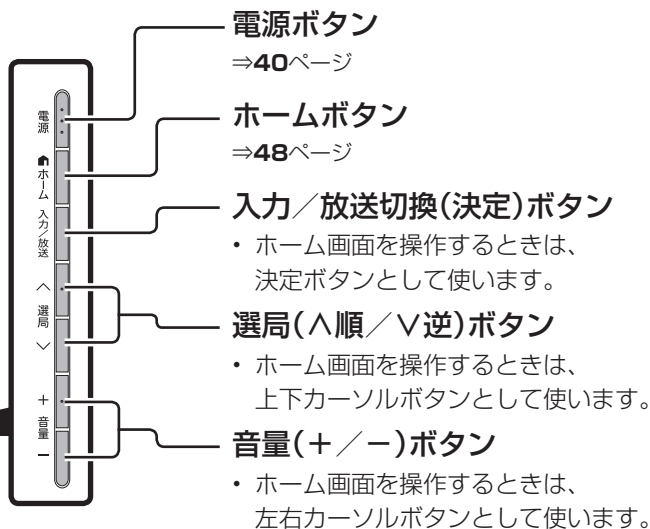 電源ボタン
⇒40ページ
ホームボタン
⇒48ページ
入力／放送切換(決定)ボタン
・ ホーム画面を操作するときは、
決定ボタンとして使います。
選局(∧順／∨逆)ボタン
・ ホーム画面を操作するときは、
上下カーソルボタンとして使います。
音量(＋／－)ボタン
・ ホーム画面を操作するときは、
左右カーソルボタンとして使います。
電源
ホーム
入力/放送
∧
選局
∨
＋
音量
－